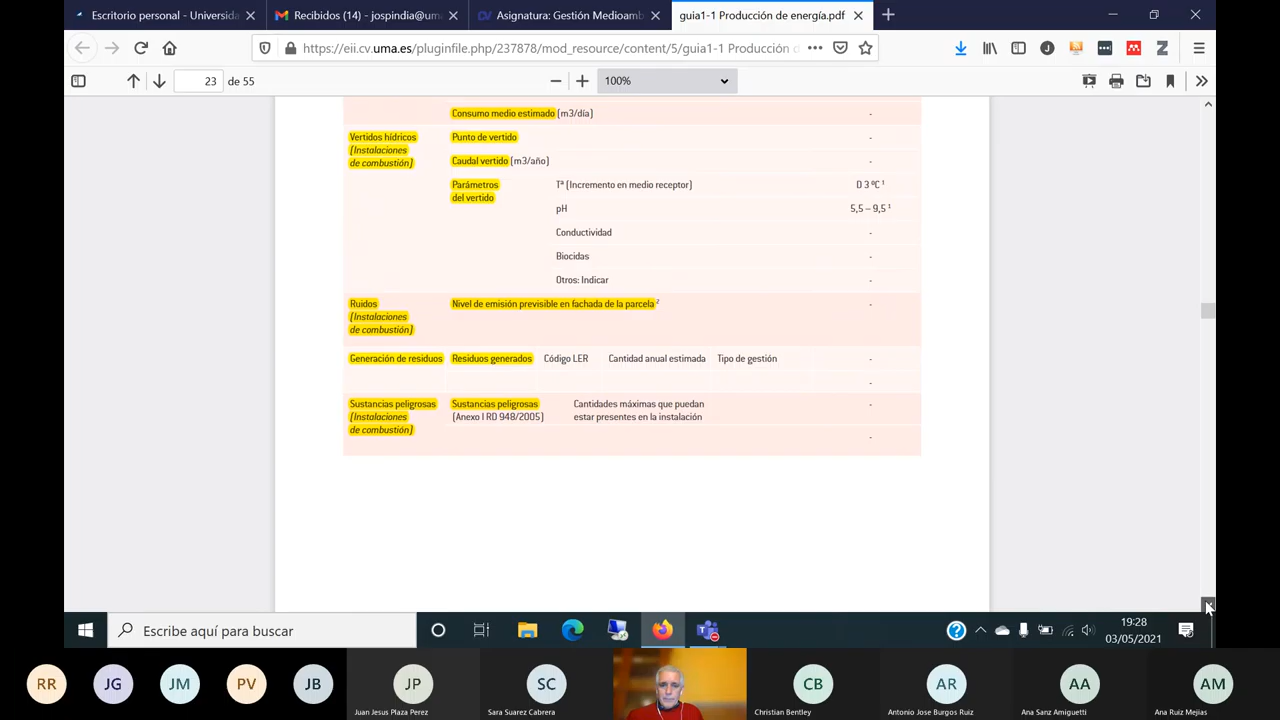 Escritorio personal - Universida
Recibidos (14) - jospindia@um
Asignatura: Gestión Medioamb
guia1-1 Producción de energía.pdf
https://eii.cv.uma.es/pluginfile.php/237878/mod_resource/content/5/guia1-1 Producción d
23 de 55
100%
Consumo medio estimado (m3/día) -
Vertidos hídricos Punto de vertido -
(Instalaciones
de combustión)
Caudal vertido (m3/año) -
Parámetros Tª (Incremento en medio receptor) D 3 ºC 1
del vertido
pH 5,5 – 9,5 1
Conductividad -
Biocidas -
Otros: Indicar -
Ruidos Nivel de emisión previsible en fachada de la parcela 2 -
(Instalaciones
de combustión)
Generación de residuos Residuos generados Código LER Cantidad anual estimada Tipo de gestión -
-
Sustancias peligrosas Sustancias peligrosas Cantidades máximas que puedan -
(Instalaciones (Anexo I RD 948/2005) estar presentes en la instalación
de combustión) -
Escribe aquí para buscar
19:28
03/05/2021
RR JG JM PV JB JP SC CB AR AA AM
Juan Jesus Plaza Perez Sara Suarez Cabrera Christian Bentley Antonio Jose Burgos Ruiz Ana Sanz Amiguetti Ana Ruiz Mejias